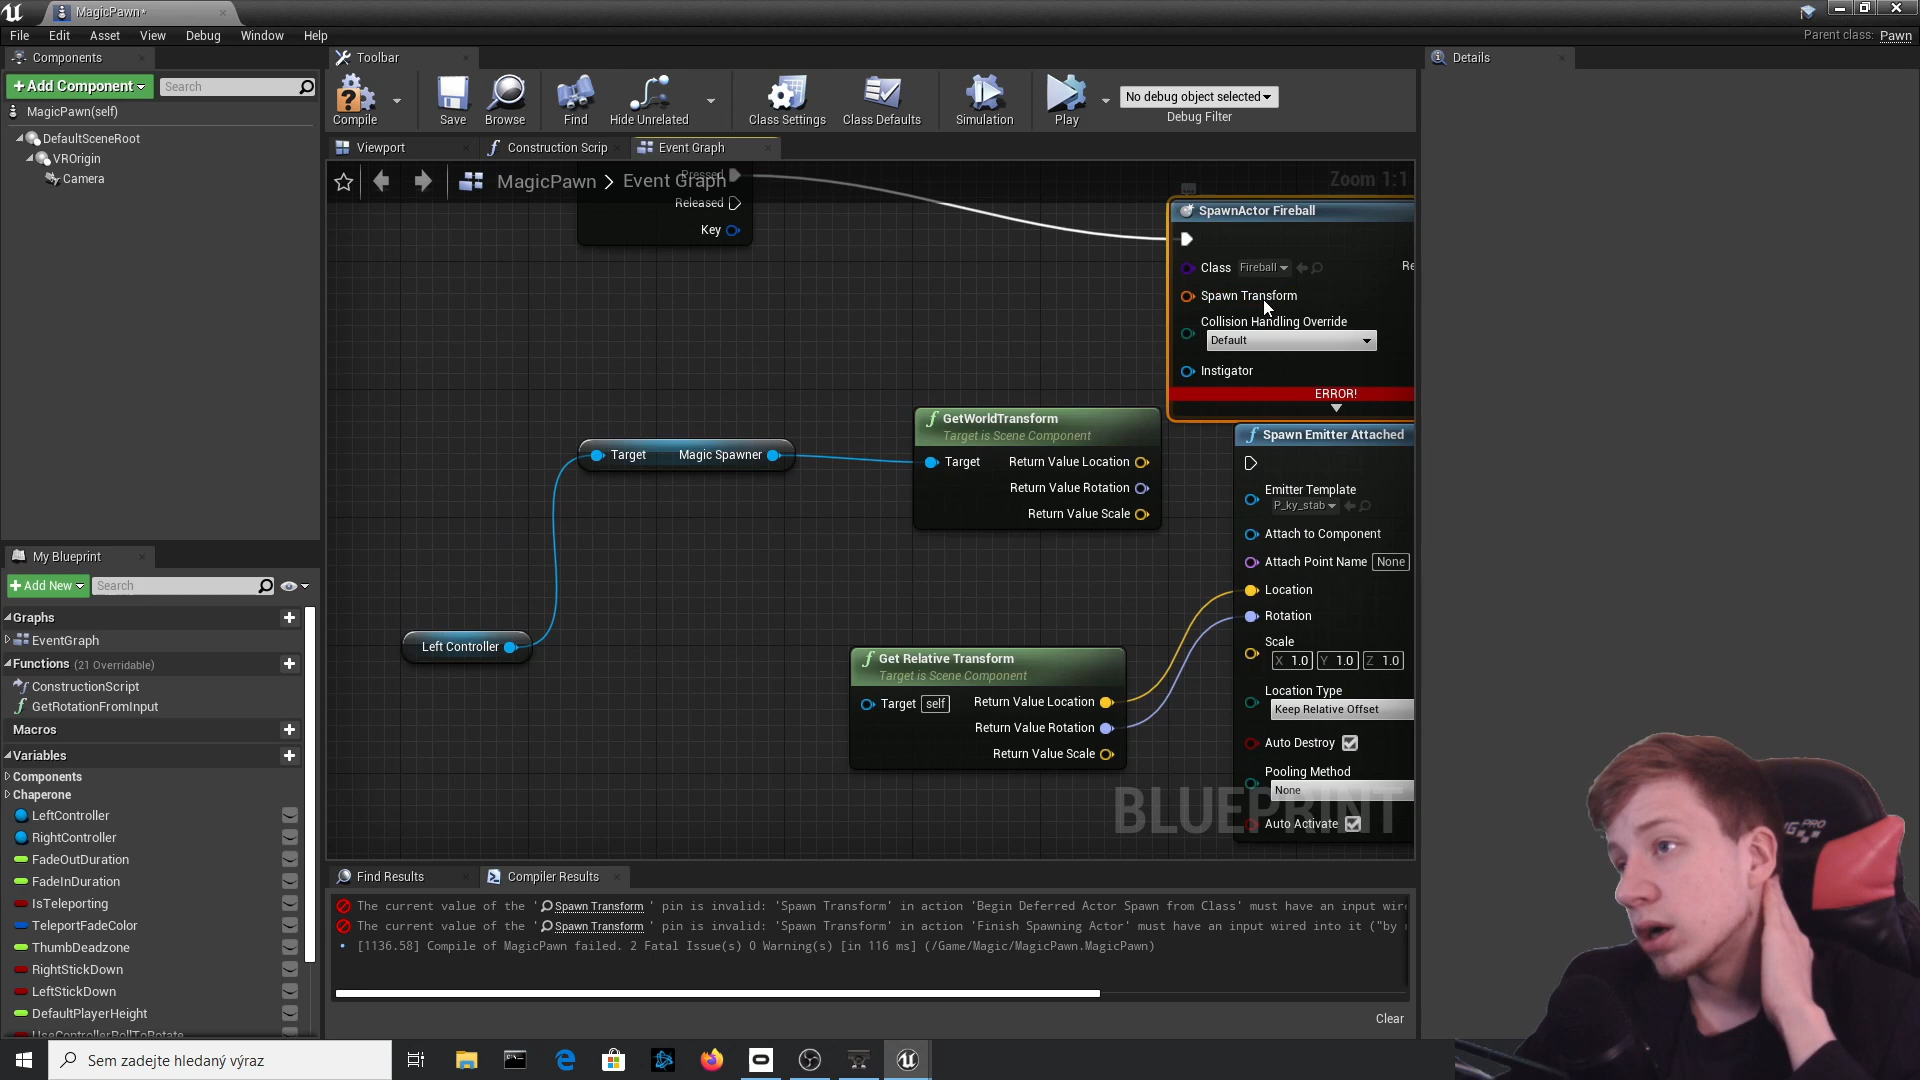 MagicPawn*
File Edit Asset View Debug Window Help
Parent class: Pawn
Components
Toolbar
Details
+Add Component
Search
MagicPawn(self)
DefaultSceneRoot
VROrigin
Camera
Compile
Save
Browse
Find
Hide Unrelated
Class Settings
Class Defaults
Simulation
Play
No debug object selected
Debug Filter
Viewport
Construction Scrip
Event Graph
MagicPawn > Event Graph
Zoom 1:1
Pressed
Released
Key
SpawnActor Fireball
Class Fireball
Re
Spawn Transform
Collision Handling Override
Default
Instigator
ERROR!
GetWorldTransform
Target is Scene Component
Target Return Value Location
Return Value Rotation
Return Value Scale
Target Magic Spawner
Left Controller
Spawn Emitter Attached
Emitter Template
P_ky_stab
Attach to Component
Attach Point Name None
Location
Rotation
Scale
X 1.0 Y 1.0 Z 1.0
Location Type
Keep Relative Offset
Auto Destroy
Pooling Method
None
Auto Activate
Get Relative Transform
Target is Scene Component
Target self Return Value Location
Return Value Rotation
Return Value Scale
BLUEPRINT
My Blueprint
+Add New
Search
Graphs
EventGraph
Functions (21 Overridable)
ConstructionScript
GetRotationFromInput
Macros
Variables
Components
Chaperone
LeftController
RightController
FadeOutDuration
FadeInDuration
IsTeleporting
TeleportFadeColor
ThumbDeadzone
RightStickDown
LeftStickDown
DefaultPlayerHeight
UseControllerRollToRotate
Find Results
Compiler Results
The current value of the ' Spawn Transform ' pin is invalid: 'Spawn Transform' in action 'Begin Deferred Actor Spawn from Class' must have an input wir
The current value of the ' Spawn Transform ' pin is invalid: 'Spawn Transform' in action 'Finish Spawning Actor' must have an input wired into it ("by
[1136.58] Compile of MagicPawn failed. 2 Fatal Issue(s) 0 Warning(s) [in 116 ms] (/Game/Magic/MagicPawn.MagicPawn)
Clear
Sem zadejte hledaný výraz